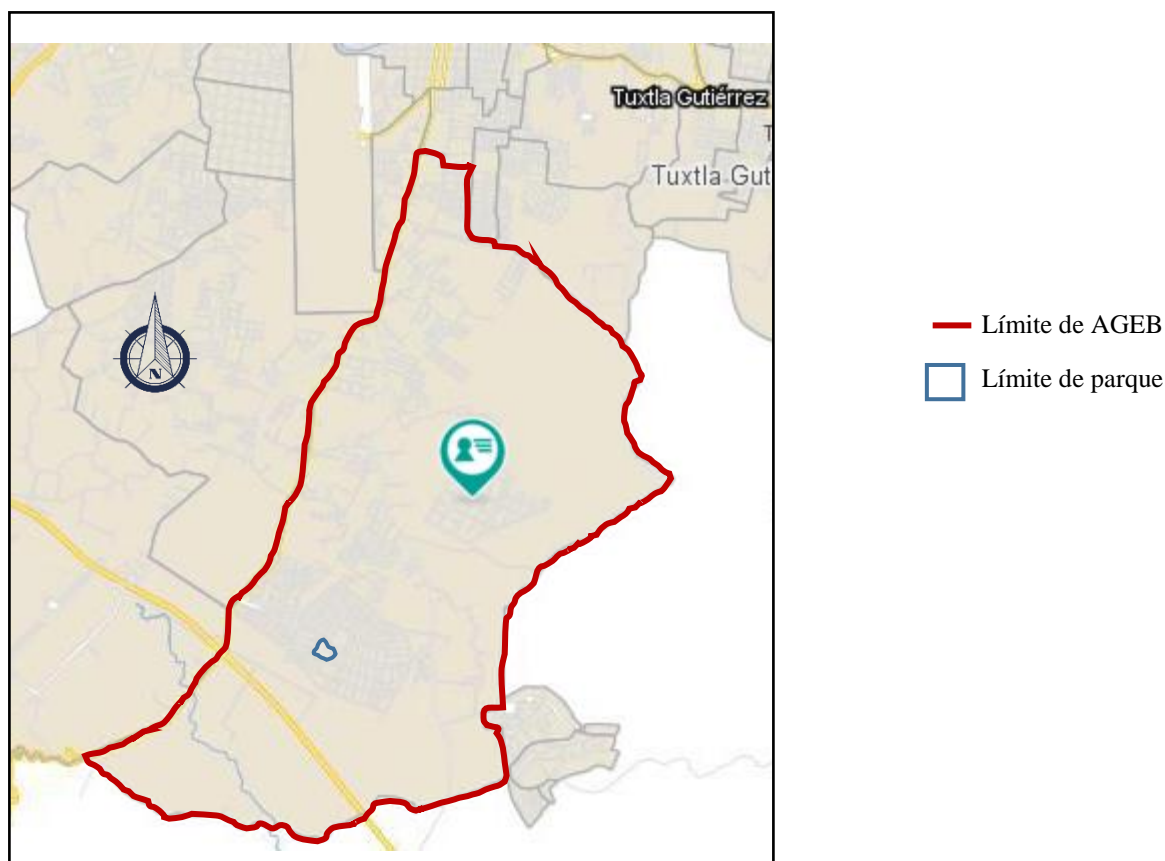 Tuxtla Gutiérrez
T
Tuxtla Gut
N
Límite de AGEB
Límite de parque